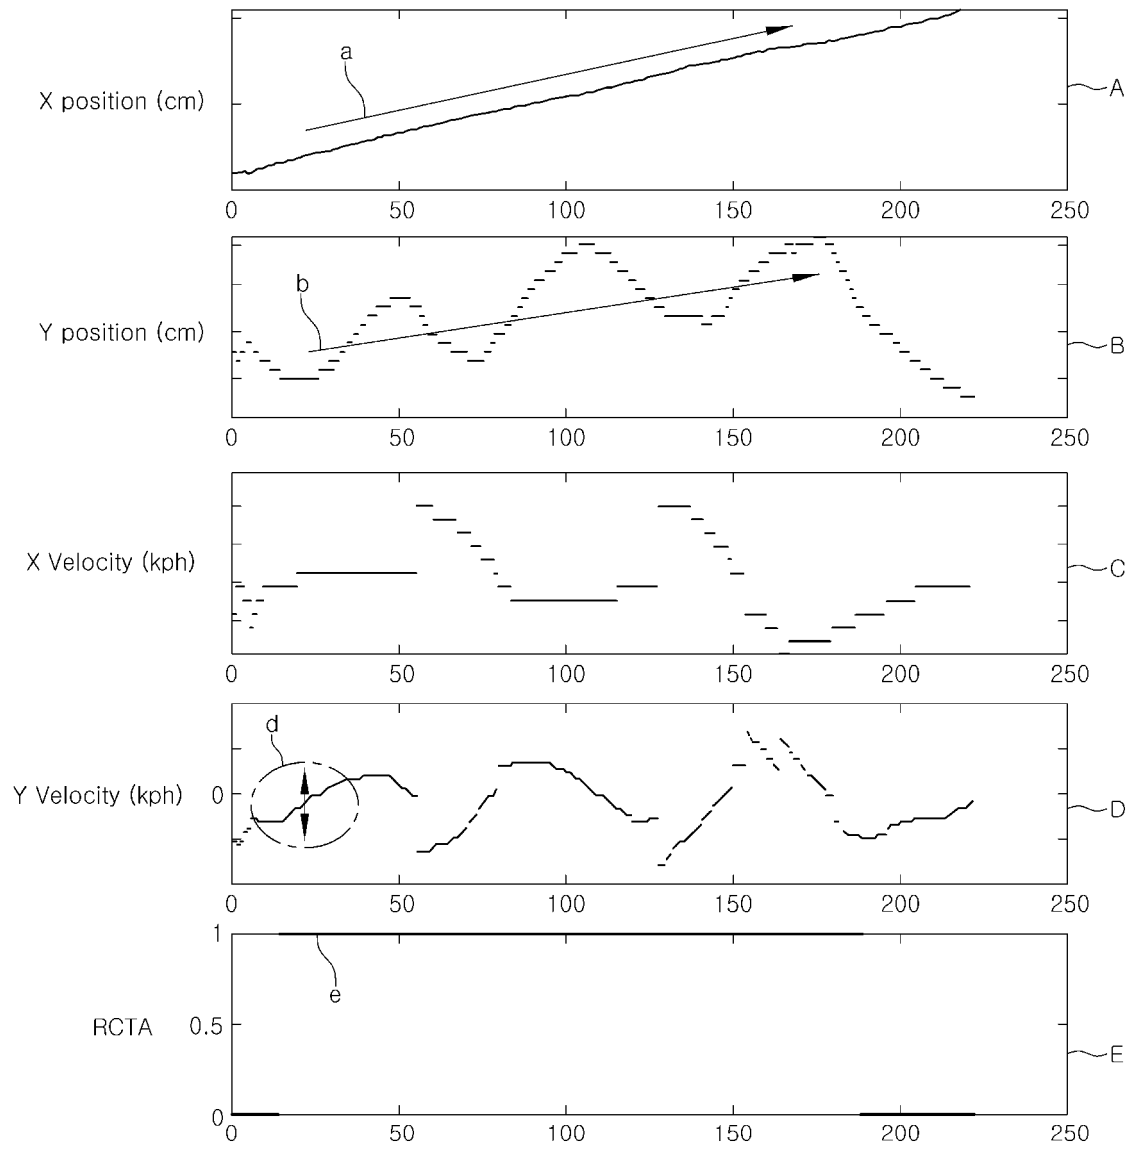 a
X position (cm)
A
0 50 100 150 200 250
b
Y position (cm)
B
0 50 100 150 200 250
X Velocity (kph)
C
0 50 100 150 200 250
d
Y Velocity (kph) 0
D
0 50 100 150 200 250
1
e
RCTA 0.5
E
0
0 50 100 150 200 250